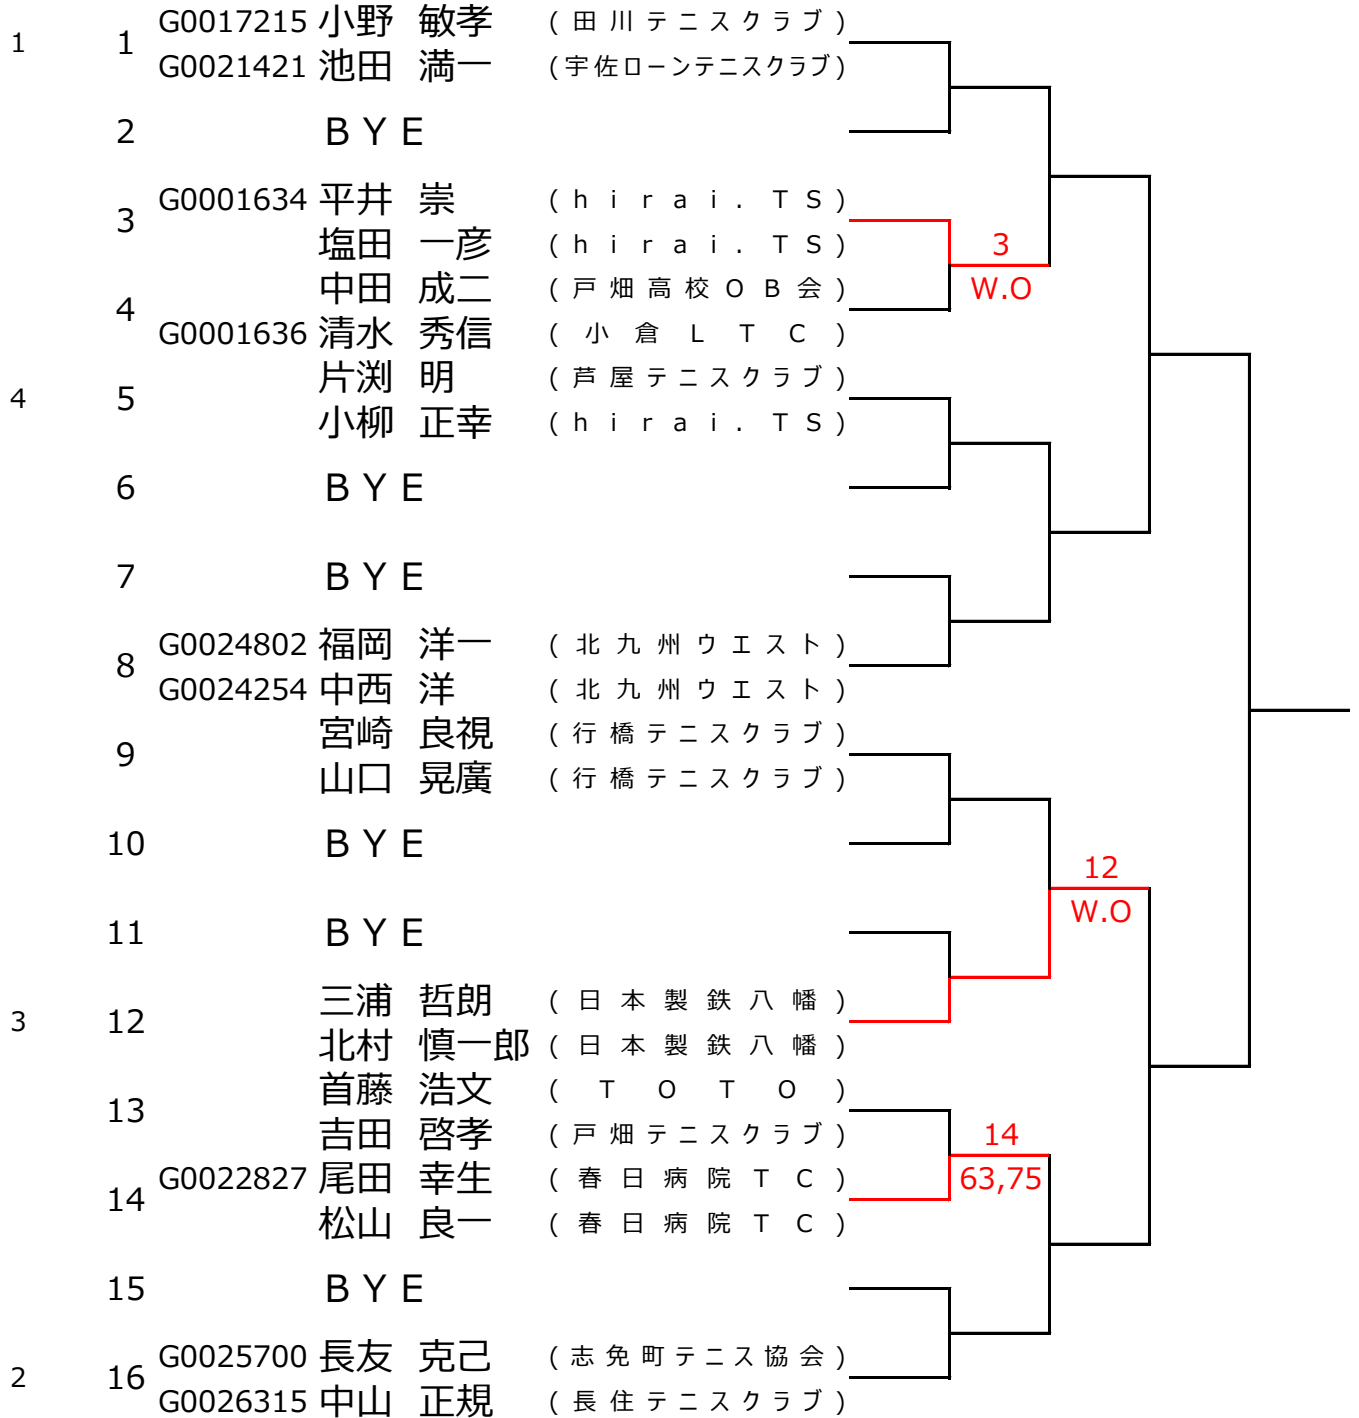 G0017215 小野 敏孝 (田川テニスクラブ)
1 1
G0021421 池田 満一 (宇佐ローンテニスクラブ)
2 BYE
G0001634 平井 崇 (hirai.TS)
3
塩田 一彦 (hirai.TS) 3
中田 成二 (戸畑高校OB会) W.O
4
G0001636 清水 秀信 (小倉LTC)
片渕 明 (芦屋テニスクラブ)
4 5
小柳 正幸 (hirai.TS)
6 BYE
7 BYE
G0024802 福岡 洋一 (北九州ウエスト)
8
G0024254 中西 洋 (北九州ウエスト)
宮崎 良視 (行橋テニスクラブ)
9
山口 晃廣 (行橋テニスクラブ)
10 BYE
12
W.O
11 BYE
三浦 哲朗 (日本製鉄八幡)
3 12
北村 慎一郎 (日本製鉄八幡)
首藤 浩文 (TOTO)
13
吉田 啓孝 (戸畑テニスクラブ) 14
G0022827 尾田 幸生 (春日病院TC) 63,75
14
松山 良一 (春日病院TC)
15 BYE
G0025700 長友 克己 (志免町テニス協会)
2 16
G0026315 中山 正規 (長住テニスクラブ)